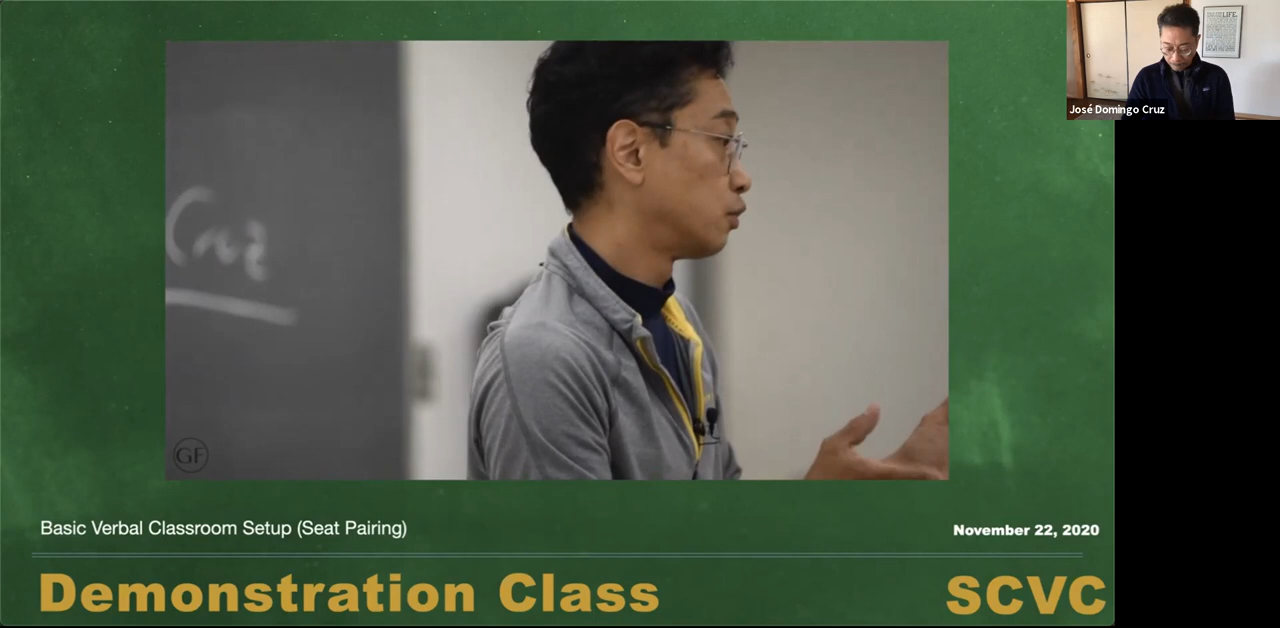 LIFE.
José Domingo Cruz
Cruz
GF
Basic Verbal Classroom Setup (Seat Pairing)
November 22, 2020
Demonstration Class
SCVC